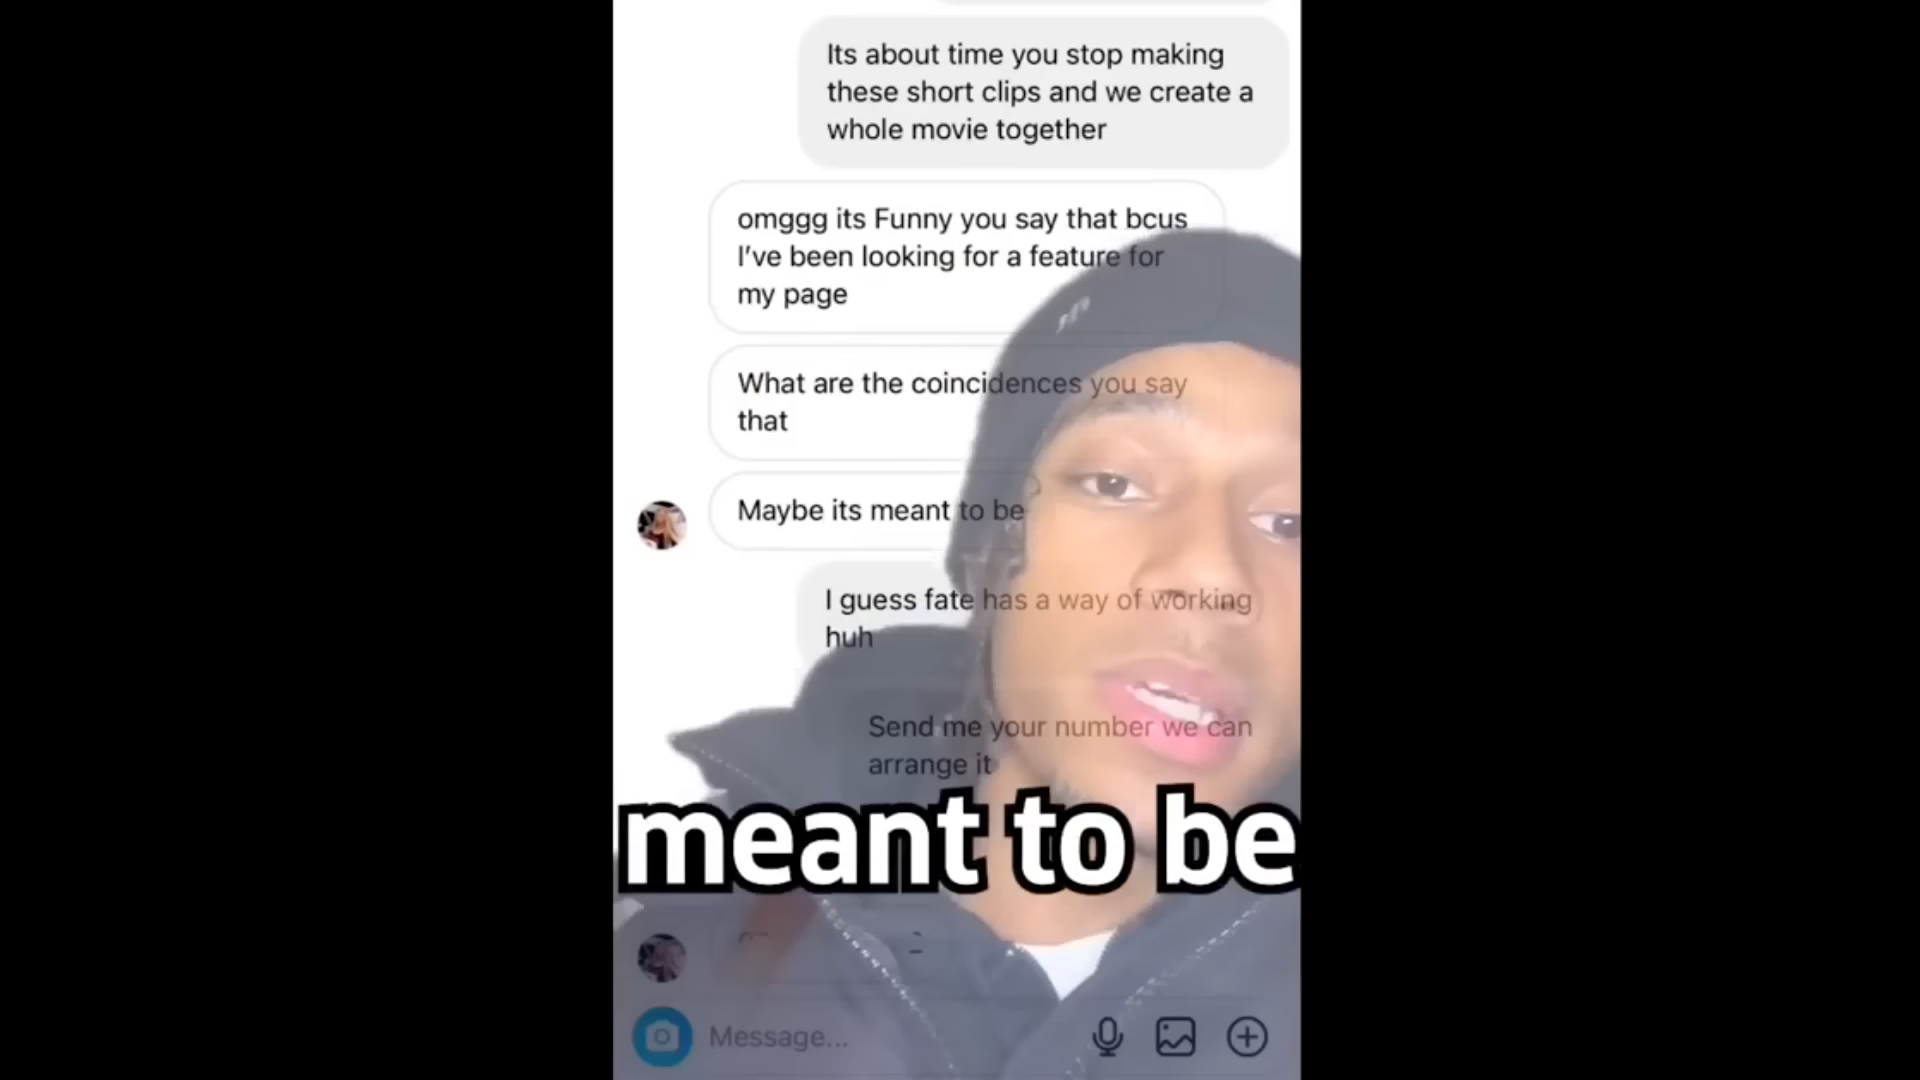 Its about time you stop making
these short clips and we create a
whole movie together
omggg its Funny you say that bcus
I've been looking for a feature for
my page
What are the coincidences you say
that
Maybe its meant to be
I guess fate has a way of working
huh
Send me your number we can
arrange it
meant to be
Message...